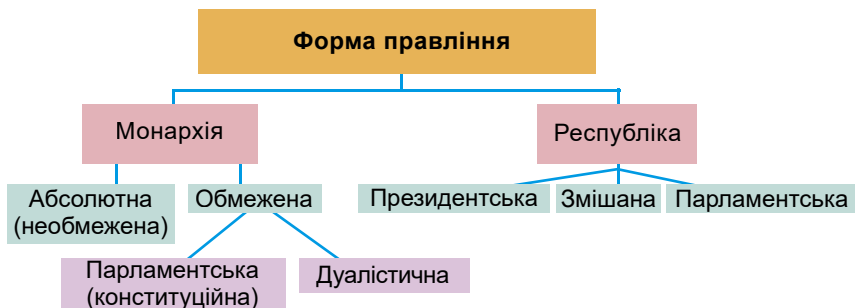 Форма правління
Монархія
Республіка
Абсолютна
(необмежена)
Обмежена
Президентська
Змішана
Парламентська
Парламентська
(конституційна)
Дуалістична